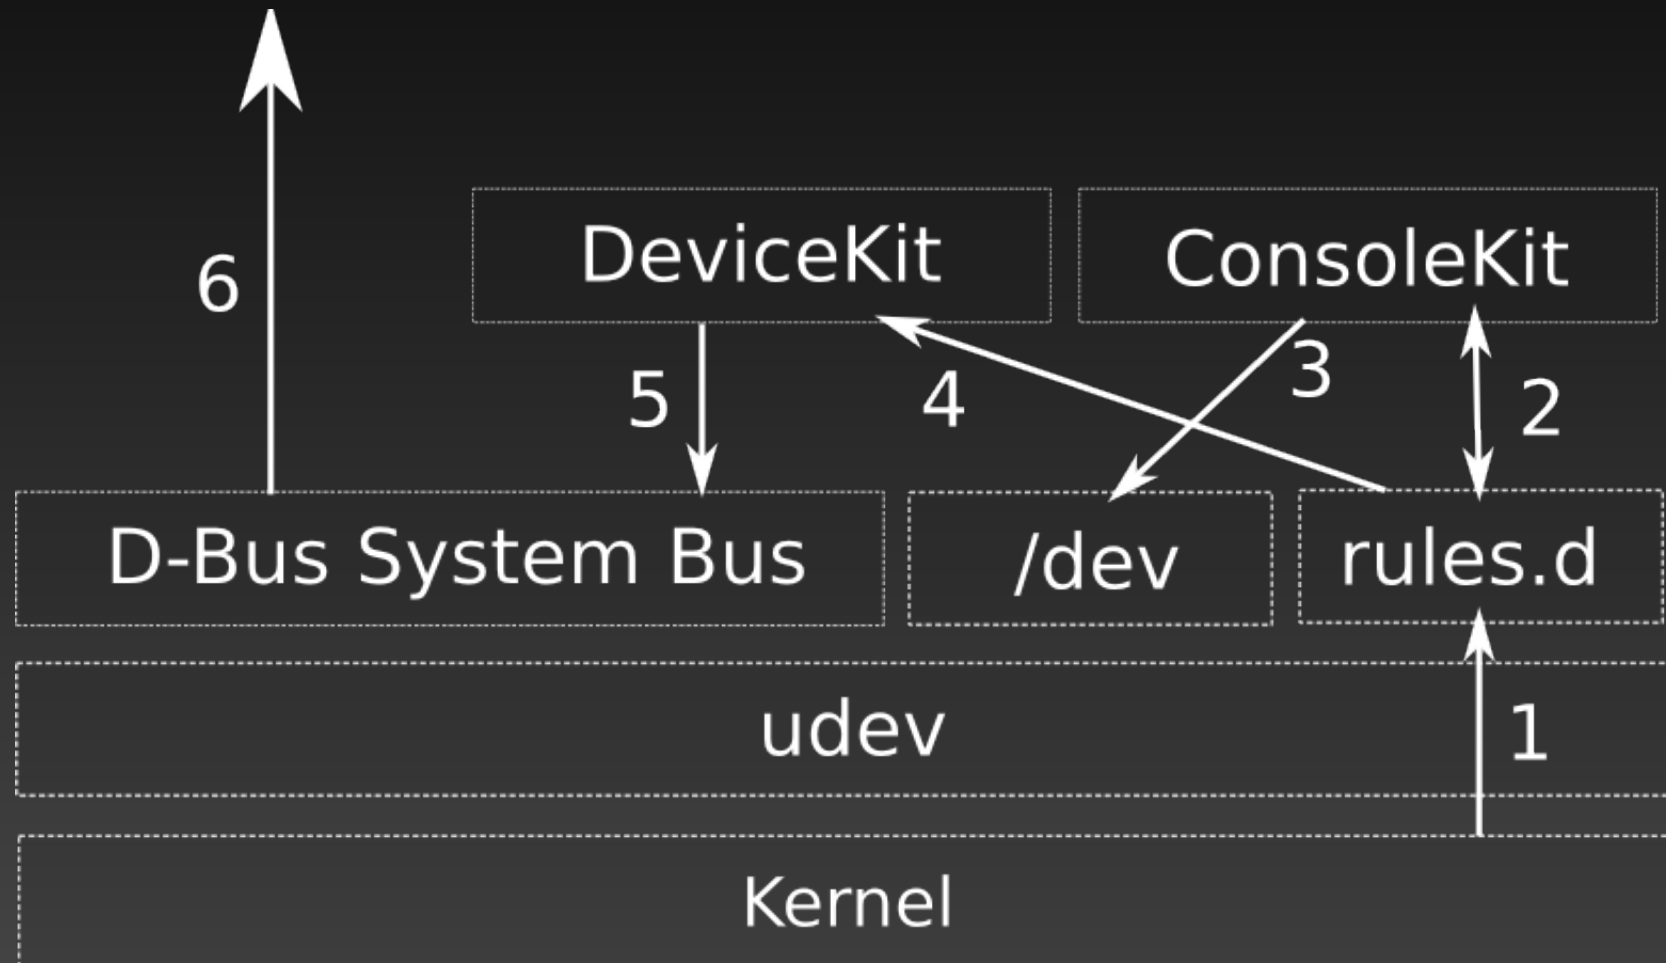 6
DeviceKit
ConsoleKit
5
4
3
2
D-Bus System Bus
/dev
rules.d
udev
1
Kernel